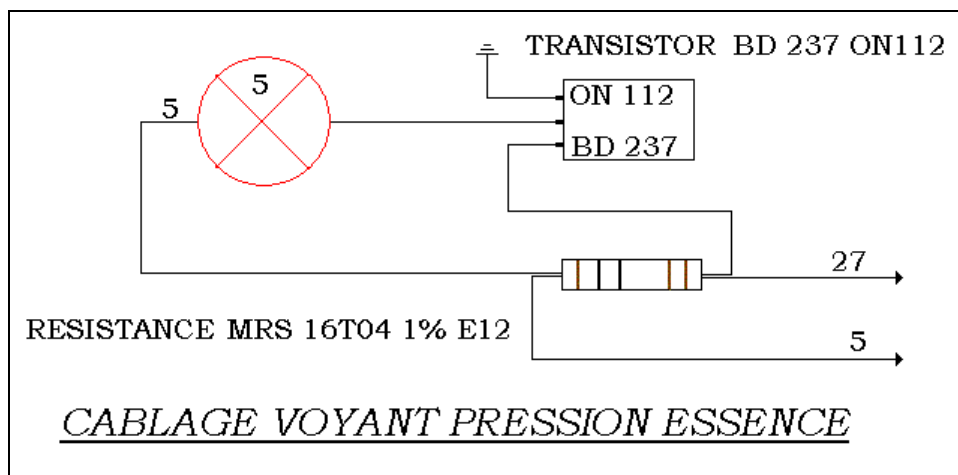 TRANSISTOR BD 237 ON112
5
5
ON 112
BD 237
27
RESISTANCE MRS 16T04 1% E12
5
CABLAGE VOYANT PRESSION ESSENCE